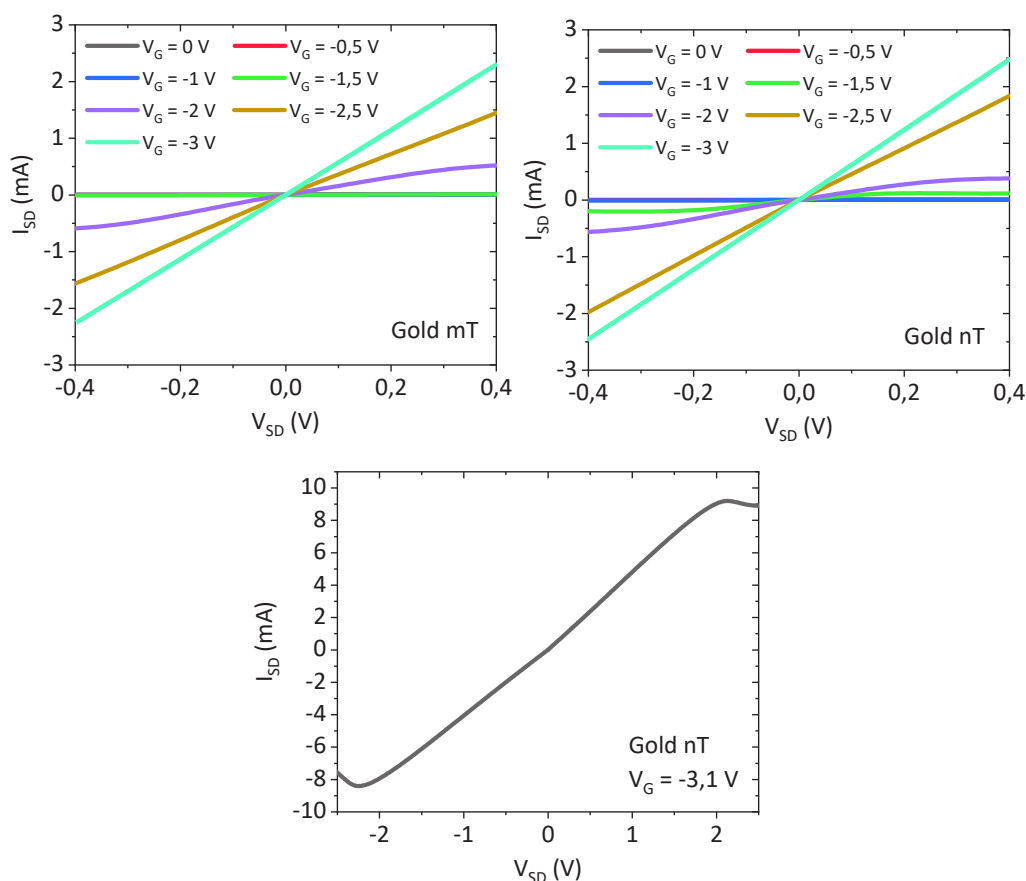 3
2
1
0
-1
-2
-3
I_SD (mA)
V_G = 0 V
V_G = -0,5 V
V_G = -1 V
V_G = -1,5 V
V_G = -2 V
V_G = -2,5 V
V_G = -3 V
Gold mT
-0,4
-0,2
0,0
0,2
0,4
V_SD (V)
3
2
1
0
-1
-2
-3
I_SD (mA)
V_G = 0 V
V_G = -0,5 V
V_G = -1 V
V_G = -1,5 V
V_G = -2 V
V_G = -2,5 V
V_G = -3 V
Gold nT
-0,4
-0,2
0,0
0,2
0,4
V_SD (V)
10
8
6
4
2
0
-2
-4
-6
-8
-10
I_SD (mA)
Gold nT
V_G = -3,1 V
-2
-1
0
1
2
V_SD (V)